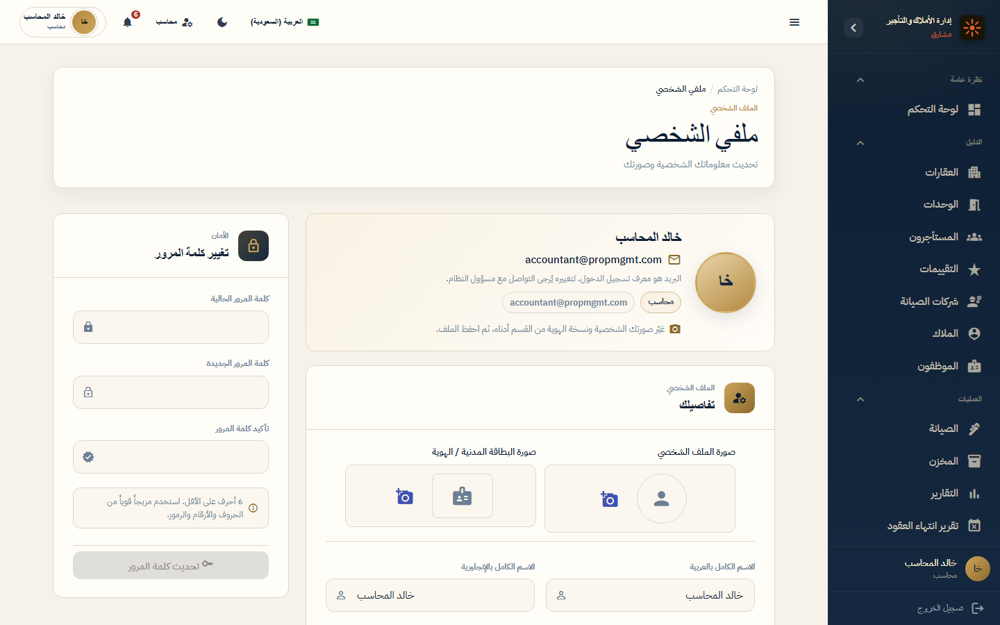 إدارة الأملاك والتأجير
مشارق
نظرة عامة
لوحة التحكم
الدليل
العقارات
الوحدات
المستأجرون
التقييمات
شركات الصيانة
الملاك
الموظفون
العمليات
الصيانة
المخزن
التقارير
تقرير انتهاء العقود
خا
خالد المحاسب
محاسب
تسجيل الخروج
العربية (السعودية)
محاسب
6
خا
خالد المحاسب
محاسب
لوحة التحكم / ملفي الشخصي
الملف الشخصي
ملفي الشخصي
تحديث معلوماتك الشخصية وصورتك
خا
خالد المحاسب
accountant@propmgmt.com
البريد هو معرف تسجيل الدخول. لتغييره يُرجى التواصل مع مسؤول النظام.
محاسب
accountant@propmgmt.com
غيّر صورتك الشخصية ونسخة الهوية من القسم أدناه، ثم احفظ الملف.
الملف الشخصي
تفاصيلك
صورة الملف الشخصي
صورة البطاقة المدنية / الهوية
الاسم الكامل بالعربية
خالد المحاسب
الاسم الكامل بالإنجليزية
خالد المحاسب
الأمان
تغيير كلمة المرور
كلمة المرور الحالية
كلمة المرور الجديدة
تأكيد كلمة المرور
6 أحرف على الأقل. استخدم مزيجاً قوياً من
الحروف والأرقام والرموز.
تحديث كلمة المرور